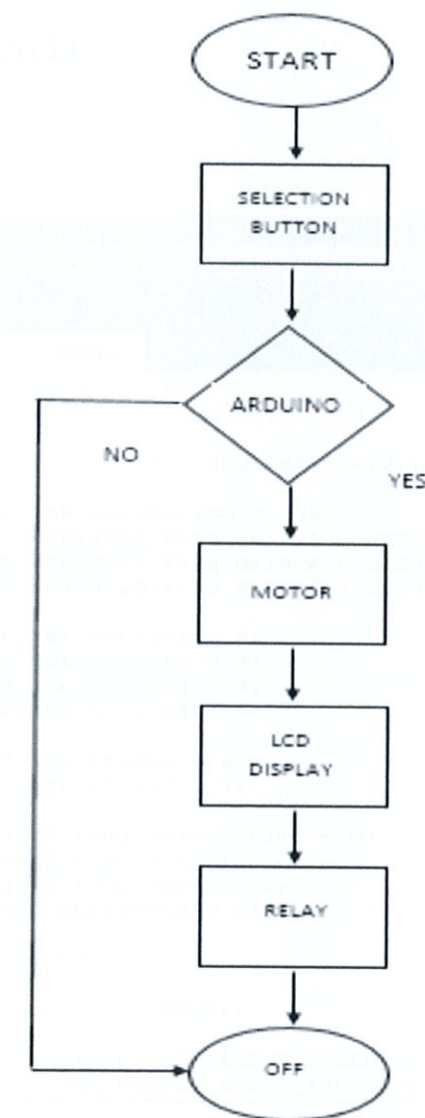 START
SELECTION
BUTTON
ARDUINO
NO
YES
MOTOR
LCD
DISPLAY
RELAY
OFF